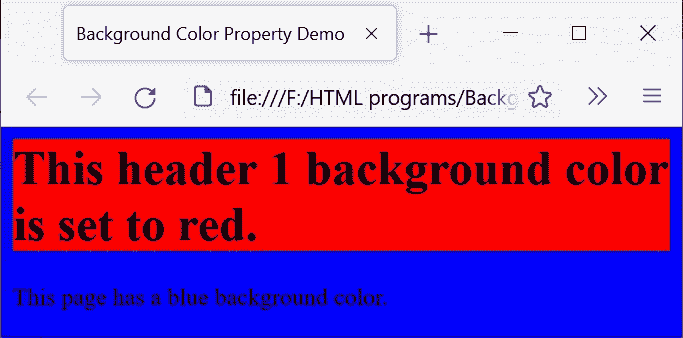 Background Color Property Demo
file:///F:/HTML programs/Backg
This header 1 background color
is set to red.
This page has a blue background color.